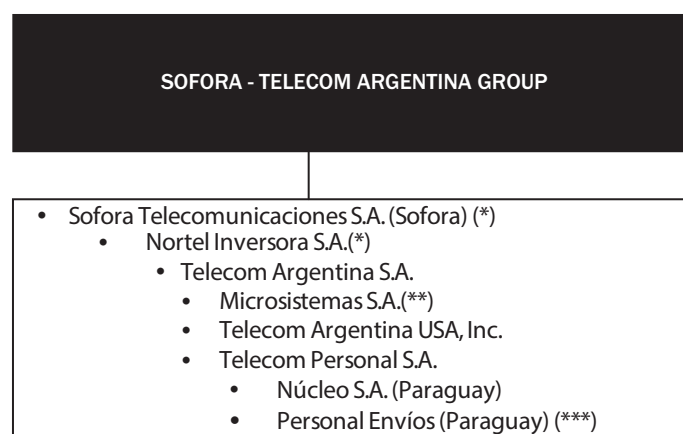 SOFORA - TELECOM ARGENTINA GROUP
• Sofora Telecomunicaciones S.A. (Sofora) (*)
• Nortel Inversora S.A.(*)
• Telecom Argentina S.A.
• Microsistemas S.A.(**)
• Telecom Argentina USA, Inc.
• Telecom Personal S.A.
• Núcleo S.A. (Paraguay)
• Personal Envíos (Paraguay) (***)